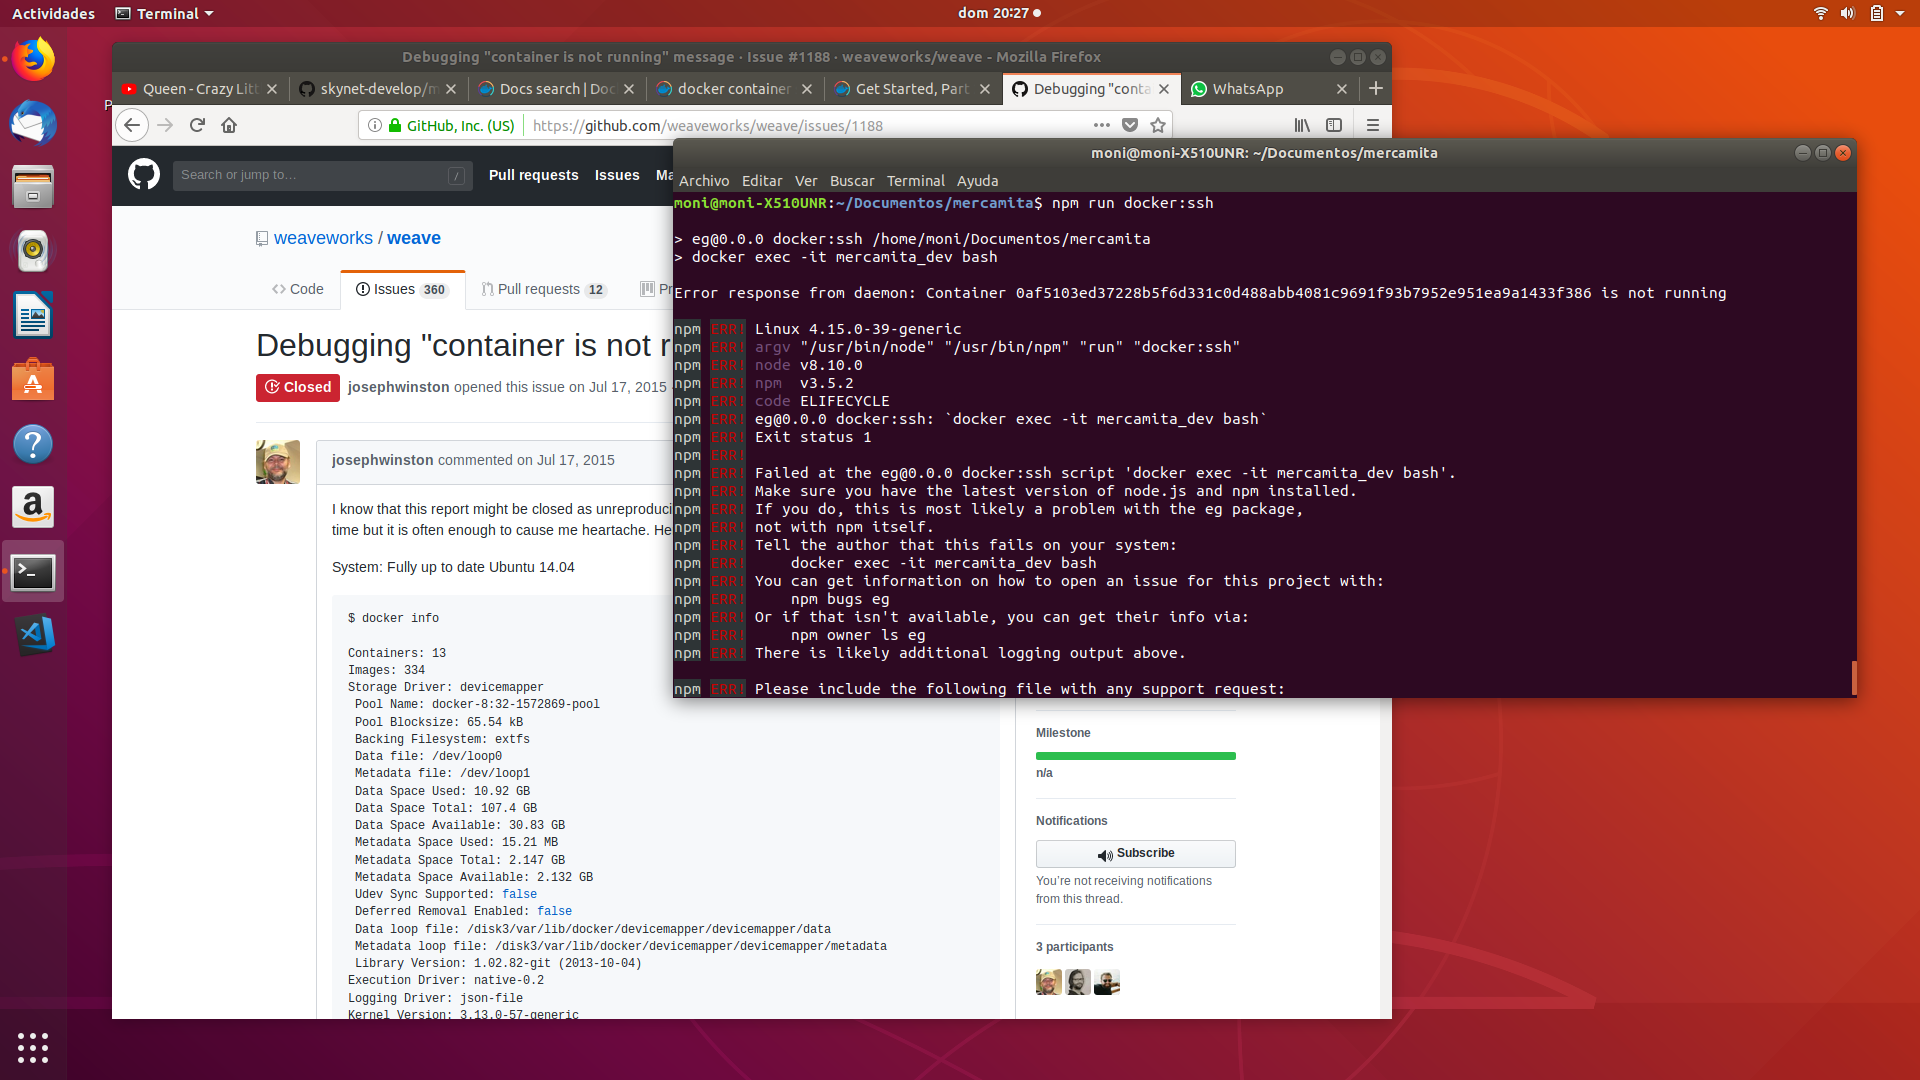 Actividades
Terminal
dom 20:27
P
Debugging "container is not running" message · Issue #1188 · weaveworks/weave - Mozilla Firefox
Queen - Crazy Litt
skynet-develop/m
Docs search | Doc
docker container
Get Started, Part
Debugging "conta
WhatsApp
GitHub, Inc. (US)
https://github.com/weaveworks/weave/issues/1188
Search or jump to…
/
Pull requests
Issues
Ma
weaveworks / weave
Code
Issues 360
Pull requests 12
Pr
Debugging "container is not r
Closed
josephwinston opened this issue on Jul 17, 2015
josephwinston commented on Jul 17, 2015
I know that this report might be closed as unreproduci
time but it is often enough to cause me heartache. He
System: Fully up to date Ubuntu 14.04
$ docker info
Containers: 13
Images: 334
Storage Driver: devicemapper
Pool Name: docker-8:32-1572869-pool
Pool Blocksize: 65.54 kB
Backing Filesystem: extfs
Data file: /dev/loop0
Metadata file: /dev/loop1
Data Space Used: 10.92 GB
Data Space Total: 107.4 GB
Data Space Available: 30.83 GB
Metadata Space Used: 15.21 MB
Metadata Space Total: 2.147 GB
Metadata Space Available: 2.132 GB
Udev Sync Supported: false
Deferred Removal Enabled: false
Data loop file: /disk3/var/lib/docker/devicemapper/devicemapper/data
Metadata loop file: /disk3/var/lib/docker/devicemapper/devicemapper/metadata
Library Version: 1.02.82-git (2013-10-04)
Execution Driver: native-0.2
Logging Driver: json-file
Kernel Version: 3.13.0-57-generic
Milestone
n/a
Notifications
Subscribe
You're not receiving notifications
from this thread.
3 participants
moni@moni-X510UNR: ~/Documentos/mercamita
Archivo Editar Ver Buscar Terminal Ayuda
moni@moni-X510UNR:~/Documentos/mercamita$ npm run docker:ssh
> eg@0.0.0 docker:ssh /home/moni/Documentos/mercamita
> docker exec -it mercamita_dev bash
Error response from daemon: Container 0af5103ed37228b5f6d331c0d488abb4081c9691f93b7952e951ea9a1433f386 is not running
npm ERR! Linux 4.15.0-39-generic
npm ERR! argv "/usr/bin/node" "/usr/bin/npm" "run" "docker:ssh"
npm ERR! node v8.10.0
npm ERR! npm  v3.5.2
npm ERR! code ELIFECYCLE
npm ERR! eg@0.0.0 docker:ssh: `docker exec -it mercamita_dev bash`
npm ERR! Exit status 1
npm ERR!
npm ERR! Failed at the eg@0.0.0 docker:ssh script 'docker exec -it mercamita_dev bash'.
npm ERR! Make sure you have the latest version of node.js and npm installed.
npm ERR! If you do, this is most likely a problem with the eg package,
npm ERR! not with npm itself.
npm ERR! Tell the author that this fails on your system:
npm ERR!     docker exec -it mercamita_dev bash
npm ERR! You can get information on how to open an issue for this project with:
npm ERR!     npm bugs eg
npm ERR! Or if that isn't available, you can get their info via:
npm ERR!     npm owner ls eg
npm ERR! There is likely additional logging output above.
npm ERR! Please include the following file with any support request: